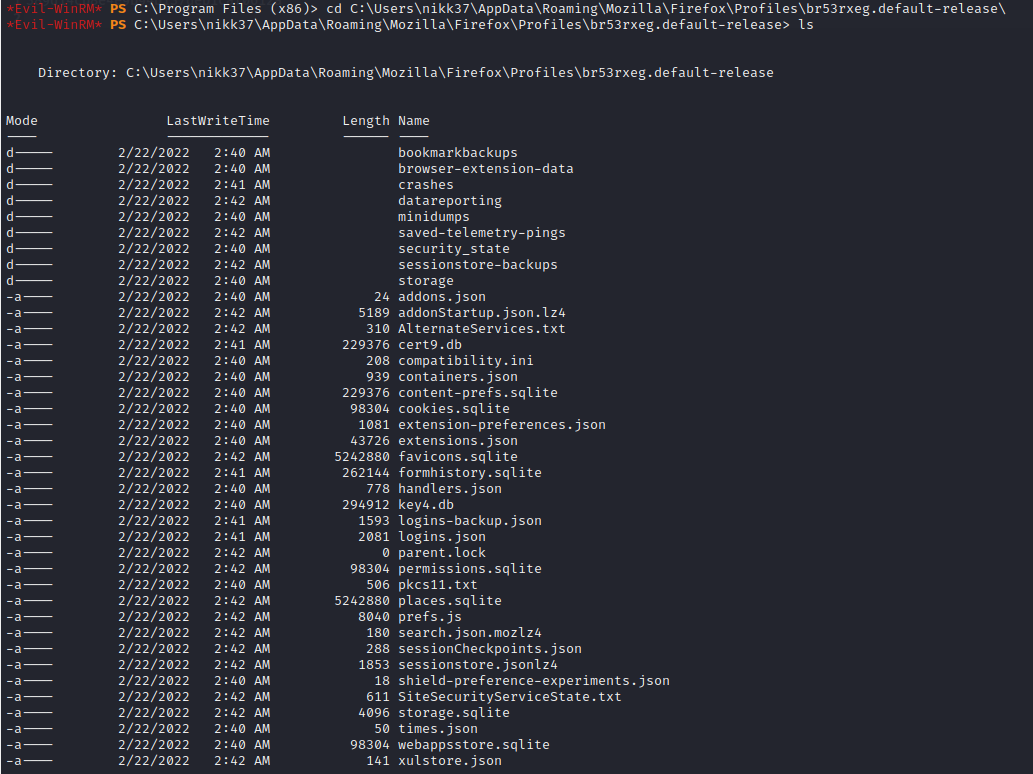 *Evil-WinRM* PS C:\Program Files (x86)> cd C:\Users\nikk37\AppData\Roaming\Mozilla\Firefox\Profiles\br53rxeg.default-release\
*Evil-WinRM* PS C:\Users\nikk37\AppData\Roaming\Mozilla\Firefox\Profiles\br53rxeg.default-release> ls
Directory: C:\Users\nikk37\AppData\Roaming\Mozilla\Firefox\Profiles\br53rxeg.default-release
Mode LastWriteTime Length Name
---- ------------- ------ ----
d----- 2/22/2022 2:40 AM bookmarkbackups
d----- 2/22/2022 2:40 AM browser-extension-data
d----- 2/22/2022 2:41 AM crashes
d----- 2/22/2022 2:42 AM datareporting
d----- 2/22/2022 2:40 AM minidumps
d----- 2/22/2022 2:42 AM saved-telemetry-pings
d----- 2/22/2022 2:40 AM security_state
d----- 2/22/2022 2:42 AM sessionstore-backups
d----- 2/22/2022 2:40 AM storage
-a---- 2/22/2022 2:40 AM 24 addons.json
-a---- 2/22/2022 2:42 AM 5189 addonStartup.json.lz4
-a---- 2/22/2022 2:42 AM 310 AlternateServices.txt
-a---- 2/22/2022 2:41 AM 229376 cert9.db
-a---- 2/22/2022 2:40 AM 208 compatibility.ini
-a---- 2/22/2022 2:40 AM 939 containers.json
-a---- 2/22/2022 2:40 AM 229376 content-prefs.sqlite
-a---- 2/22/2022 2:40 AM 98304 cookies.sqlite
-a---- 2/22/2022 2:40 AM 1081 extension-preferences.json
-a---- 2/22/2022 2:40 AM 43726 extensions.json
-a---- 2/22/2022 2:42 AM 5242880 favicons.sqlite
-a---- 2/22/2022 2:41 AM 262144 formhistory.sqlite
-a---- 2/22/2022 2:40 AM 778 handlers.json
-a---- 2/22/2022 2:40 AM 294912 key4.db
-a---- 2/22/2022 2:41 AM 1593 logins-backup.json
-a---- 2/22/2022 2:41 AM 2081 logins.json
-a---- 2/22/2022 2:42 AM 0 parent.lock
-a---- 2/22/2022 2:42 AM 98304 permissions.sqlite
-a---- 2/22/2022 2:40 AM 506 pkcs11.txt
-a---- 2/22/2022 2:42 AM 5242880 places.sqlite
-a---- 2/22/2022 2:42 AM 8040 prefs.js
-a---- 2/22/2022 2:42 AM 180 search.json.mozlz4
-a---- 2/22/2022 2:42 AM 288 sessionCheckpoints.json
-a---- 2/22/2022 2:42 AM 1853 sessionstore.jsonlz4
-a---- 2/22/2022 2:40 AM 18 shield-preference-experiments.json
-a---- 2/22/2022 2:42 AM 611 SiteSecurityServiceState.txt
-a---- 2/22/2022 2:42 AM 4096 storage.sqlite
-a---- 2/22/2022 2:40 AM 50 times.json
-a---- 2/22/2022 2:40 AM 98304 webappsstore.sqlite
-a---- 2/22/2022 2:42 AM 141 xulstore.json